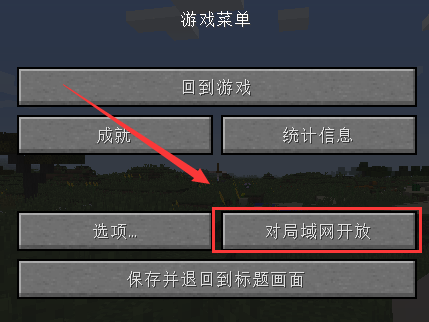 游戏菜单
回到游戏
成就 统计信息
选项... 对局域网开放
保存并退回到标题画面